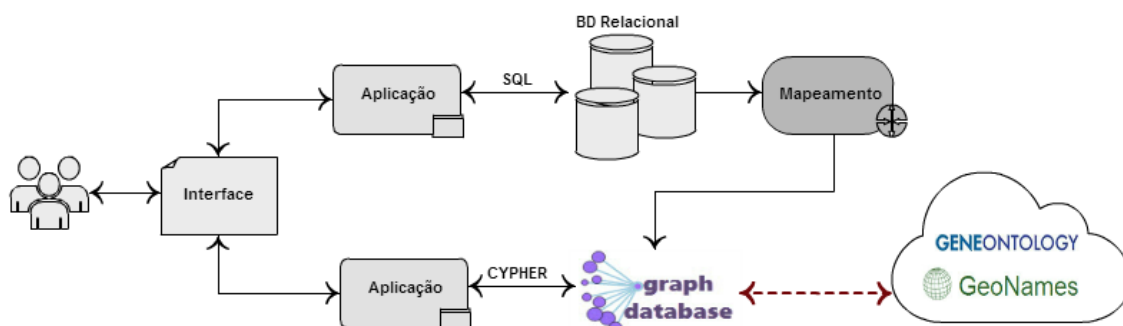 BD Relacional
Aplicação
SQL
Mapeamento
Interface
GENEONTOLOGY
GeoNames
Aplicação
CYPHER
graph
database